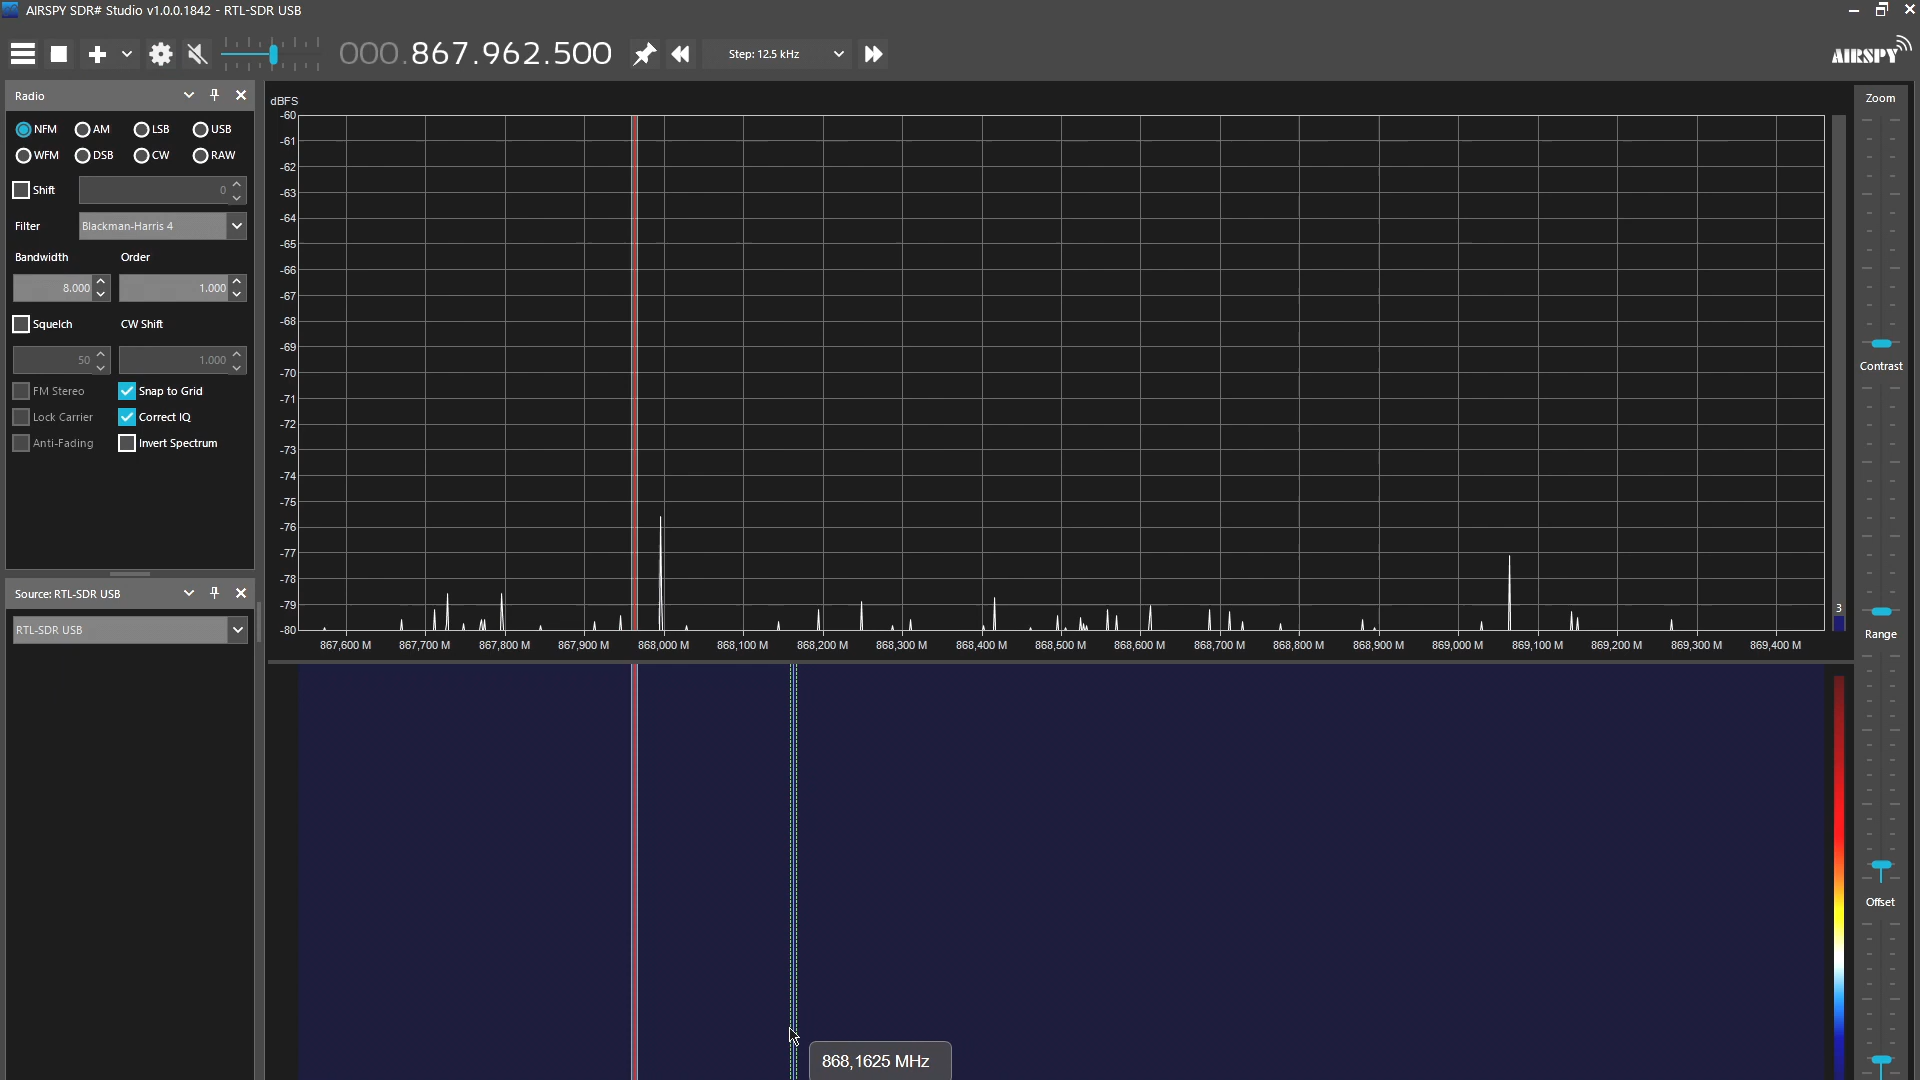 AIRSPY SDR# Studio v1.0.0.1842 - RTL-SDR USB
000.867.962.500
Step: 12.5 kHz
AIRSPY
Radio
NFM AM LSB USB
WFM DSB CW RAW
Shift 0
Filter Blackman-Harris 4
Bandwidth Order
8.000 1.000
Squelch CW Shift
50 1.000
FM Stereo Snap to Grid
Lock Carrier Correct IQ
Anti-Fading Invert Spectrum
Source: RTL-SDR USB
RTL-SDR USB
dBFS
-60
-61
-62
-63
-64
-65
-66
-67
-68
-69
-70
-71
-72
-73
-74
-75
-76
-77
-78
-79
-80
867,600 M 867,700 M 867,800 M 867,900 M 868,000 M 868,100 M 868,200 M 868,300 M 868,400 M 868,500 M 868,600 M 868,700 M 868,800 M 868,900 M 869,000 M 869,100 M 869,200 M 869,300 M 869,400 M
3
868,1625 MHz
Zoom
Contrast
Range
Offset